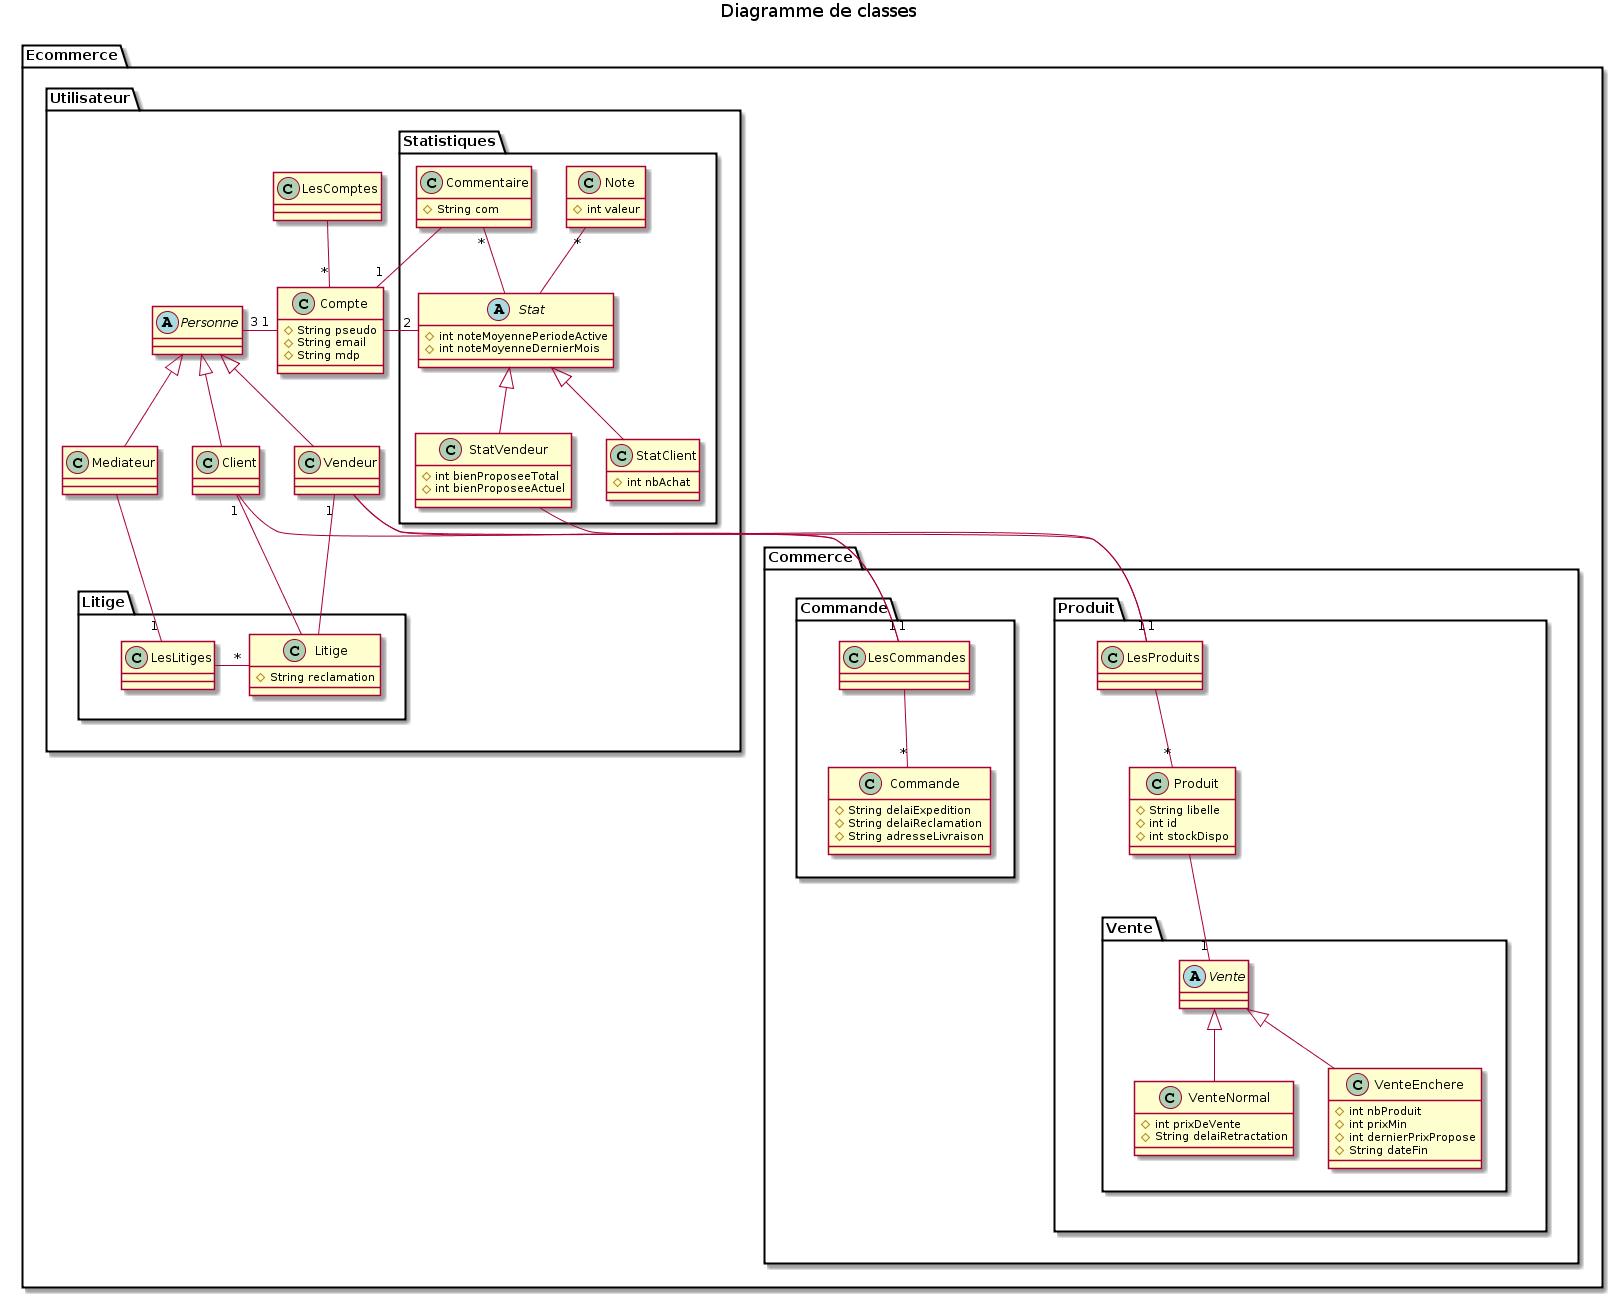 Diagramme de classes
Ecommerce
Utilisateur
Statistiques
C LesComptes
C Commentaire
String com
C Note
int valeur
*
*
*
1
A Personne
3 1
C Compte
String pseudo
String email
String mdp
2
A Stat
int noteMoyennePeriodeActive
int noteMoyenneDernierMois
C Mediateur
C Client
C Vendeur
C StatVendeur
int bienProposeeTotal
int bienProposeeActuel
C StatClient
int nbAchat
1
1
Commerce
Litige
Commande
Produit
1
1 1
1 1
C LesLitiges
*
C Litige
String reclamation
C LesCommandes
C LesProduits
*
*
C Commande
String delaiExpedition
String delaiReclamation
String adresseLivraison
C Produit
String libelle
int id
int stockDispo
Vente
1
A Vente
C VenteNormal
int prixDeVente
String delaiRetractation
C VenteEnchere
int nbProduit
int prixMin
int dernierPrixPropose
String dateFin